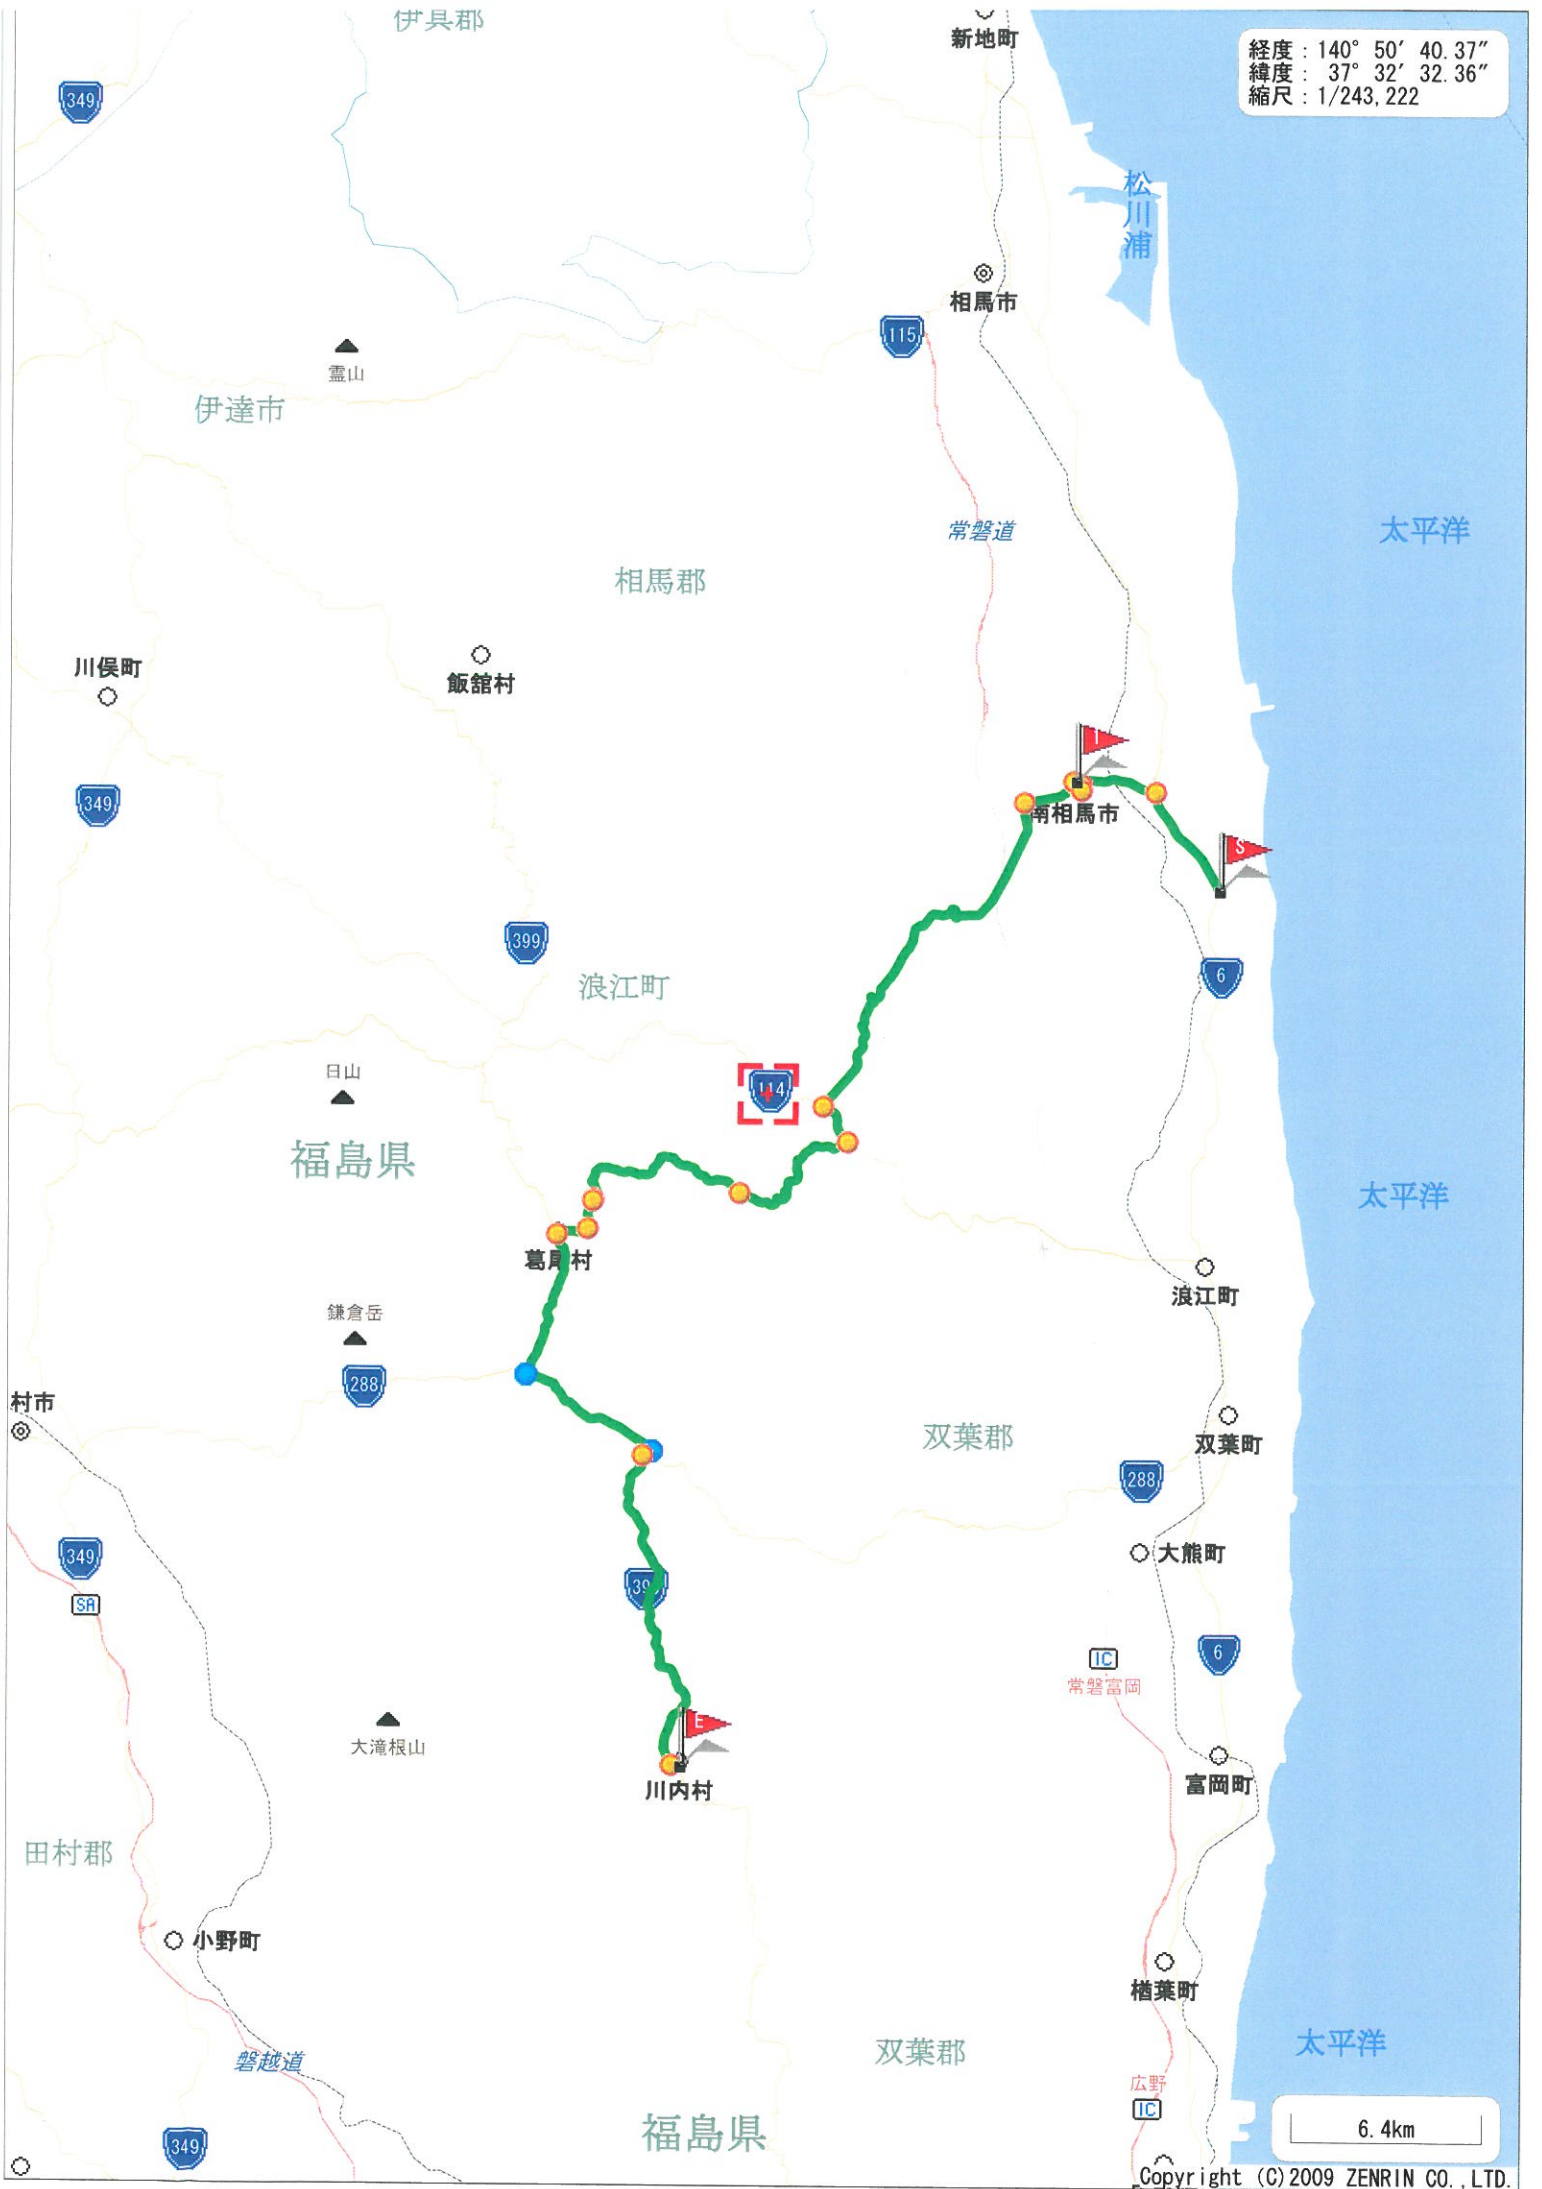 伊具郡
新地町
経度：140° 50′ 40.37″
緯度： 37° 32′ 32.36″
縮尺：1/243,222
349
松川浦
相馬市
115
霊山
伊達市
常磐道
太平洋
相馬郡
川俣町
飯舘村
T
349
南相馬市
S
399
6
浪江町
日山
114
福島県
太平洋
葛尾村
浪江町
鎌倉岳
288
村市
双葉郡
双葉町
288
349
大熊町
SA
39
6
IC
常磐富岡
E
大滝根山
富岡町
川内村
田村郡
小野町
楢葉町
磐越道
双葉郡
太平洋
広野
IC
福島県
349
6.4km
Copyright (C)2009 ZENRIN CO.,LTD.